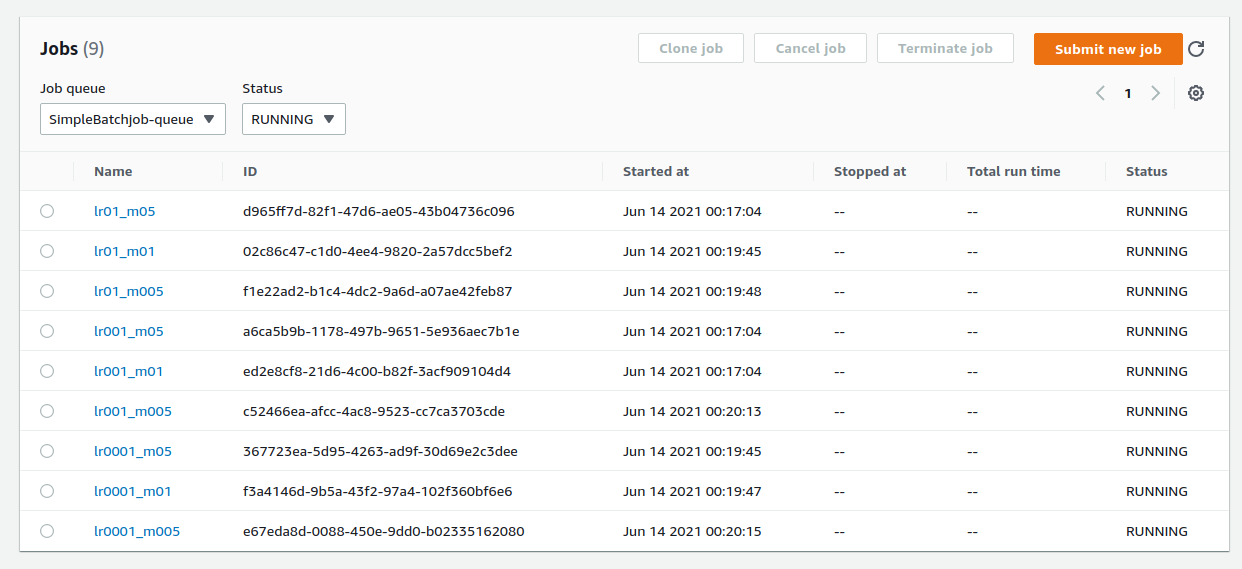 Jobs (9) Clone job Cancel job Terminate job Submit new job
Job queue Status
SimpleBatchjob-queue RUNNING 1
Name ID Started at Stopped at Total run time Status
lr01_m05 d965ff7d-82f1-47d6-ae05-43b04736c096 Jun 14 2021 00:17:04 -- -- RUNNING
lr01_m01 02c86c47-c1d0-4ee4-9820-2a57dcc5bef2 Jun 14 2021 00:19:45 -- -- RUNNING
lr01_m005 f1e22ad2-b1c4-4dc2-9a6d-a07ae42feb87 Jun 14 2021 00:19:48 -- -- RUNNING
lr001_m05 a6ca5b9b-1178-497b-9651-5e936aec7b1e Jun 14 2021 00:17:04 -- -- RUNNING
lr001_m01 ed2e8cf8-21d6-4c00-b82f-3acf909104d4 Jun 14 2021 00:17:04 -- -- RUNNING
lr001_m005 c52466ea-afcc-4ac8-9523-cc7ca3703cde Jun 14 2021 00:20:13 -- -- RUNNING
lr0001_m05 367723ea-5d95-4263-ad9f-30d69e2c3dee Jun 14 2021 00:19:45 -- -- RUNNING
lr0001_m01 f3a4146d-9b5a-43f2-97a4-102f360bf6e6 Jun 14 2021 00:19:47 -- -- RUNNING
lr0001_m005 e67eda8d-0088-450e-9dd0-b02335162080 Jun 14 2021 00:20:15 -- -- RUNNING